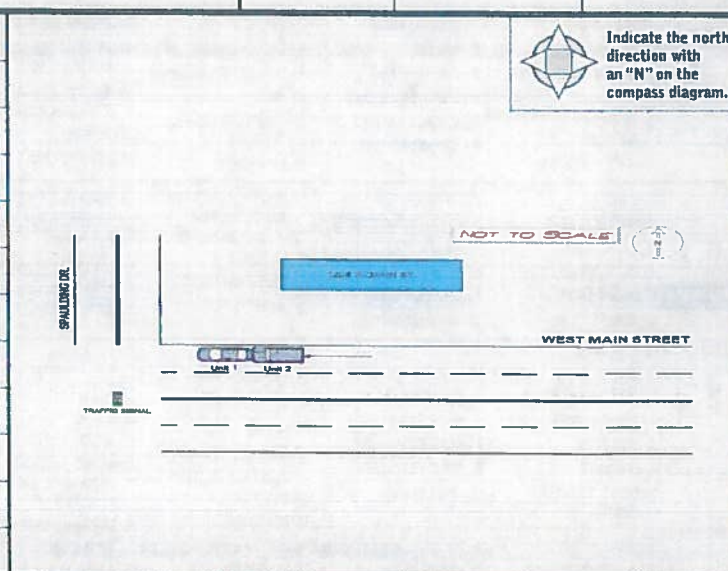 Indicate the north
direction with
an "N" on the
compass diagram.
NOT TO SCALE
SPAULDING DR.
WEST MAIN STREET
Unit 1 Unit 2
TRAFFIC SIGNAL